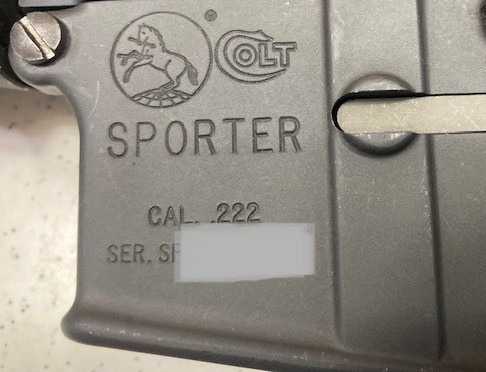 ® COLT
SPORTER
CAL. .222
SER. SP